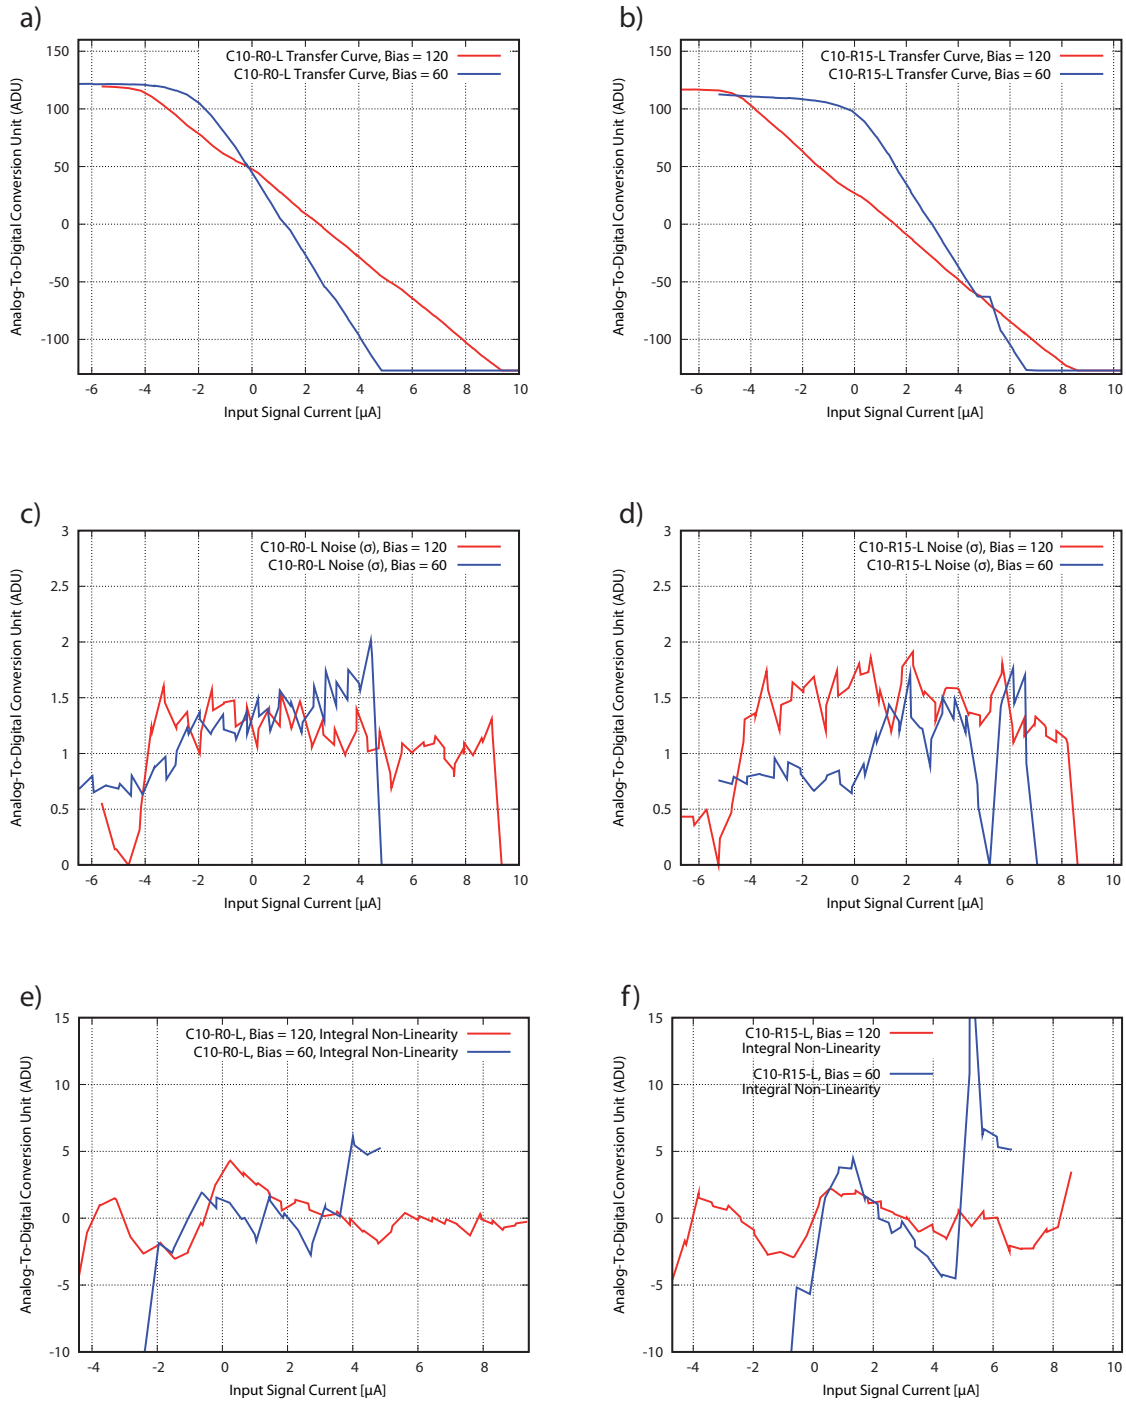 a)
C10-R0-L Transfer Curve, Bias = 120
C10-R0-L Transfer Curve, Bias = 60
Analog-To-Digital Conversion Unit (ADU)
150
100
50
0
-50
-100
-6 -4 -2 0 2 4 6 8 10
Input Signal Current [µA]
b)
C10-R15-L Transfer Curve, Bias = 120
C10-R15-L Transfer Curve, Bias = 60
Analog-To-Digital Conversion Unit (ADU)
150
100
50
0
-50
-100
-6 -4 -2 0 2 4 6 8 10
Input Signal Current [µA]
c)
C10-R0-L Noise (σ), Bias = 120
C10-R0-L Noise (σ), Bias = 60
Analog-To-Digital Conversion Unit (ADU)
3
2.5
2
1.5
1
0.5
0
-6 -4 -2 0 2 4 6 8 10
Input Signal Current [µA]
d)
C10-R15-L Noise (σ), Bias = 120
C10-R15-L Noise (σ), Bias = 60
Analog-To-Digital Conversion Unit (ADU)
3
2.5
2
1.5
1
0.5
0
-6 -4 -2 0 2 4 6 8 10
Input Signal Current [µA]
e)
C10-R0-L, Bias = 120, Integral Non-Linearity
C10-R0-L, Bias = 60, Integral Non-Linearity
Analog-To-Digital Conversion Unit (ADU)
15
10
5
0
-5
-10
-4 -2 0 2 4 6 8
Input Signal Current [µA]
f)
C10-R15-L, Bias = 120
Integral Non-Linearity
C10-R15-L, Bias = 60
Integral Non-Linearity
Analog-To-Digital Conversion Unit (ADU)
15
10
5
0
-5
-10
-4 -2 0 2 4 6 8 10
Input Signal Current [µA]